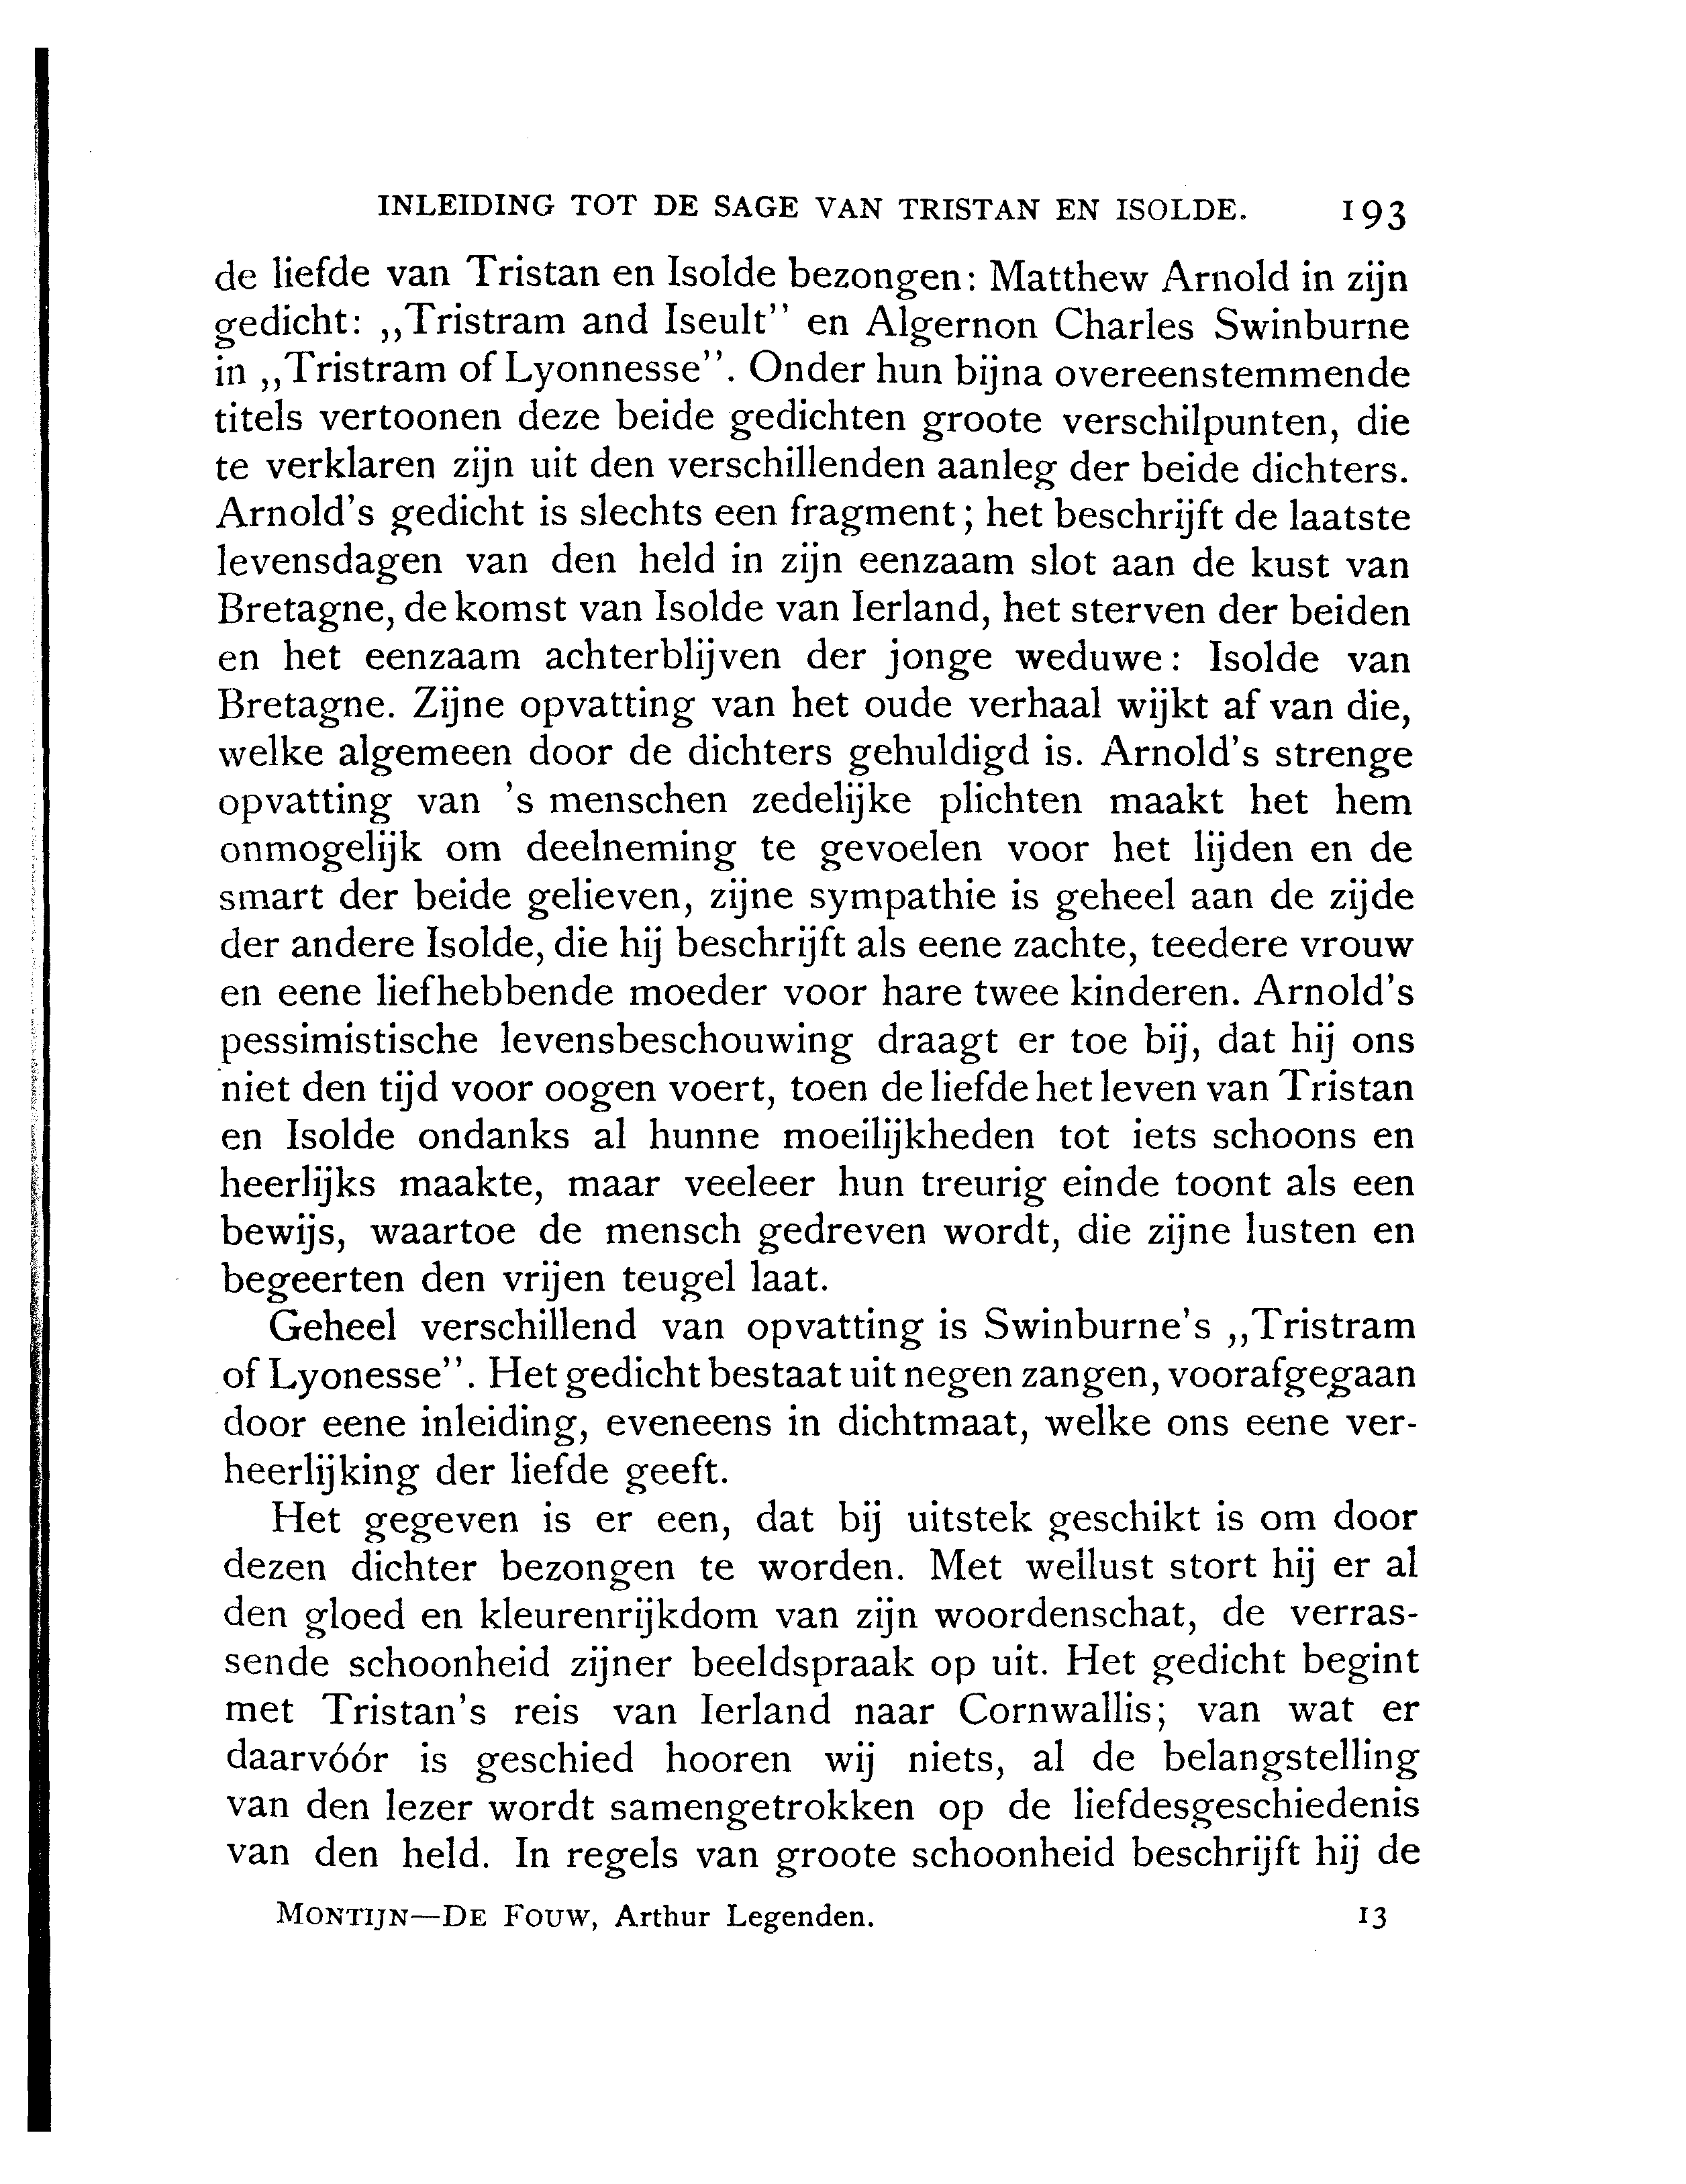 INLEIDING TOT DE SAGE VAN TRISTAN EN ISOLDE. 193
de liefde van Tristan en Isolde bezongen: Matthew Arnold in zijn
gedicht: ,,Tristram and Iseult'' en Algernon Charles Swinburne
in ,,Tristram of Lyonnesse''. Onder hun bijna overeenstemmende
titels vertoonen deze beide gedichten groote verschilpunten, die
te verklaren zijn uit den verschillenden aanleg der beide dichters.
Arnold's gedicht is slechts een fragment; het beschrijft de laatste
levensdagen van den held in zijn eenzaam slot aan de kust van
Bretagne, de komst van Isolde van Ierland, het sterven der beiden
en het eenzaam achterblijven der jonge weduwe: Isolde van
Bretagne. Zijne opvatting van het oude verhaal wijkt af van die,
welke algemeen door de dichters gehuldigd is. Arnold's strenge
opvatting van 's menschen zedelijke plichten maakt het hem
onmogelijk om deelneming te gevoelen voor het lijden en de
smart der beide gelieven, zijne sympathie is geheel aan de zijde
der andere Isolde, die hij beschrijft als eene zachte, teedere vrouw
en eene liefhebbende moeder voor hare twee kinderen. Arnold's
pessimistische levensbeschouwing draagt er toe bij, dat hij ons
niet den tijd voor oogen voert, toen de liefde het leven van Tristan
en Isolde ondanks al hunne moeilijkheden tot iets schoons en
heerlijks maakte, maar veeleer hun treurig einde toont als een
bewijs, waartoe de mensch gedreven wordt, die zijne lusten en
begeerten den vrijen teugel laat.
Geheel verschillend van opvatting is Swinburne's ,,Tristram
of Lyonesse''. Het gedicht bestaat uit negen zangen, voorafgegaan
door eene inleiding, eveneens in dichtmaat, welke ons eene ver-
heerlijking der liefde geeft.
Het gegeven is er een, dat bij uitstek geschikt is om door
dezen dichter bezongen te worden. Met wellust stort hij er al
den gloed en kleurenrijkdom van zijn woordenschat, de verras-
sende schoonheid zijner beeldspraak op uit. Het gedicht begint
met Tristan's reis van Ierland naar Cornwallis; van wat er
daarvóór is geschied hooren wij niets, al de belangstelling
van den lezer wordt samengetrokken op de liefdesgeschiedenis
van den held. In regels van groote schoonheid beschrijft hij de
MONTIJN—DE FOUW, Arthur Legenden. 13